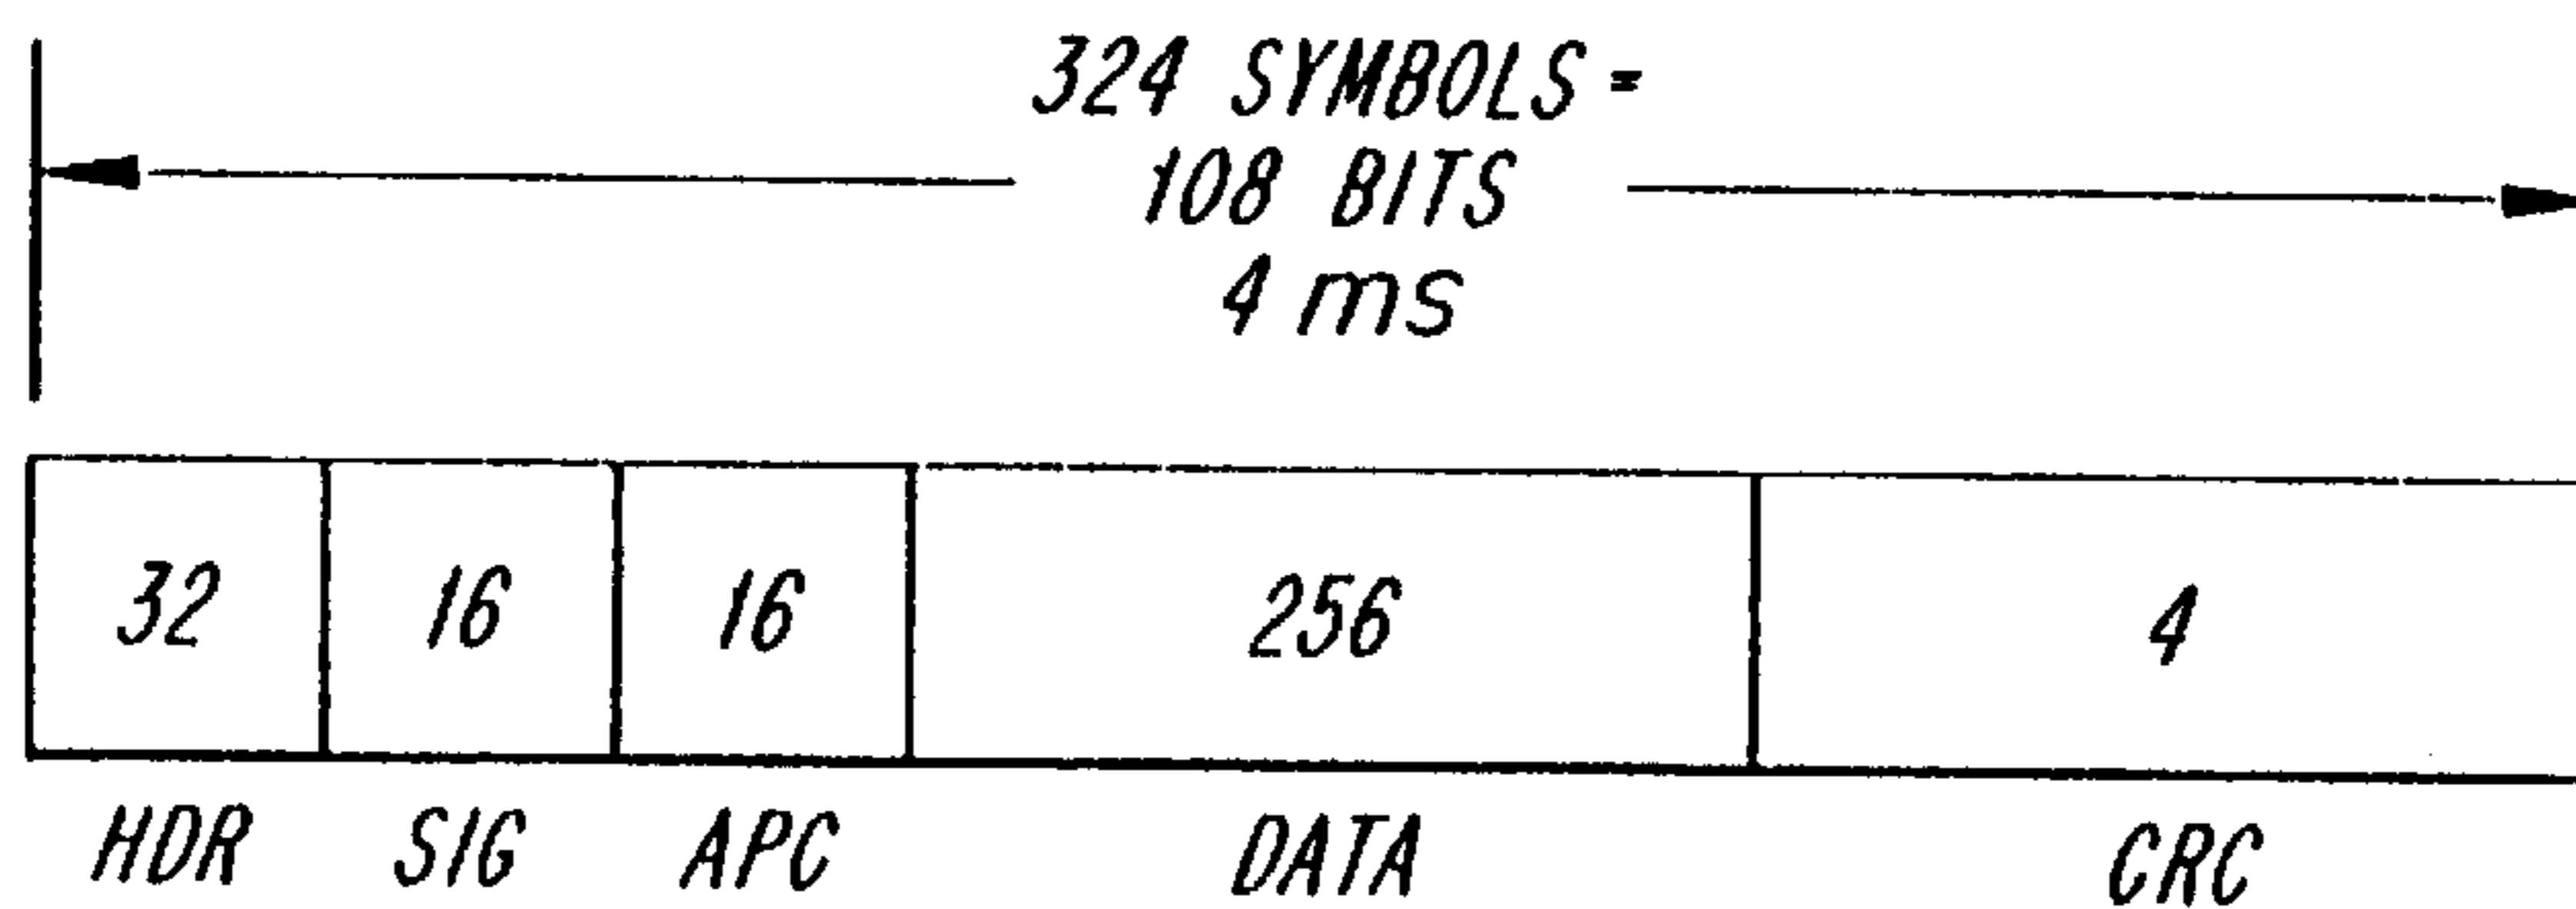 324 SYMBOLS =
108 BITS
4 ms
32 16 16 256 4
HDR SIG APC DATA CRC